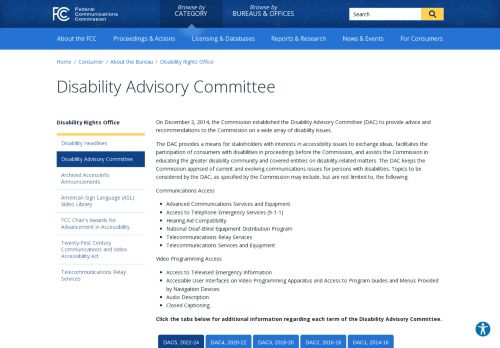 Federal
Communications
Commission
FCC
Browse by
CATEGORY
Browse by
BUREAUS & OFFICES
Search
About the FCC
Proceedings & Actions
Licensing & Databases
Reports & Research
News & Events
For Consumers
Home / Consumer / About the Bureau / Disability Rights Office
Disability Advisory Committee
Disability Rights Office
Disability Headlines
Disability Advisory Committee
Archived AccessInfo
Announcements
American Sign Language (ASL)
Video Library
FCC Chair's Awards for
Advancement in Accessibility
Twenty-First Century
Communications and Video
Accessibility Act
Telecommunications Relay
Services
On December 2, 2014, the Commission established the Disability Advisory Committee (DAC) to provide advice and
recommendations to the Commission on a wide array of disability issues.
The DAC provides a means for stakeholders with interests in accessibility issues to exchange ideas, facilitates the
participation of consumers with disabilities in proceedings before the Commission, and assists the Commission in
educating the greater disability community and covered entities on disability-related matters. The DAC keeps the
Commission apprised of current and evolving communications issues for persons with disabilities. Topics to be
considered by the DAC, as specified by the Commission may include, but are not limited to, the following
Communications Access
Advanced Communications Services and Equipment
Access to Telephone Emergency Services (9-1-1)
Hearing Aid Compatibility
National Deaf-Blind Equipment Distribution Program
Telecommunications Relay Services
Telecommunications Services and Equipment
Video Programming Access
Access to Televised Emergency Information
Accessible User Interfaces on Video Programming Apparatus and Access to Program Guides and Menus Provided
by Navigation Devices
Audio Description
Closed Captioning
Click the tabs below for additional information regarding each term of the Disability Advisory Committee.
DAC5, 2022-24
DAC4, 2020-22
DAC3, 2018-20
DAC2, 2016-18
DAC1, 2014-16